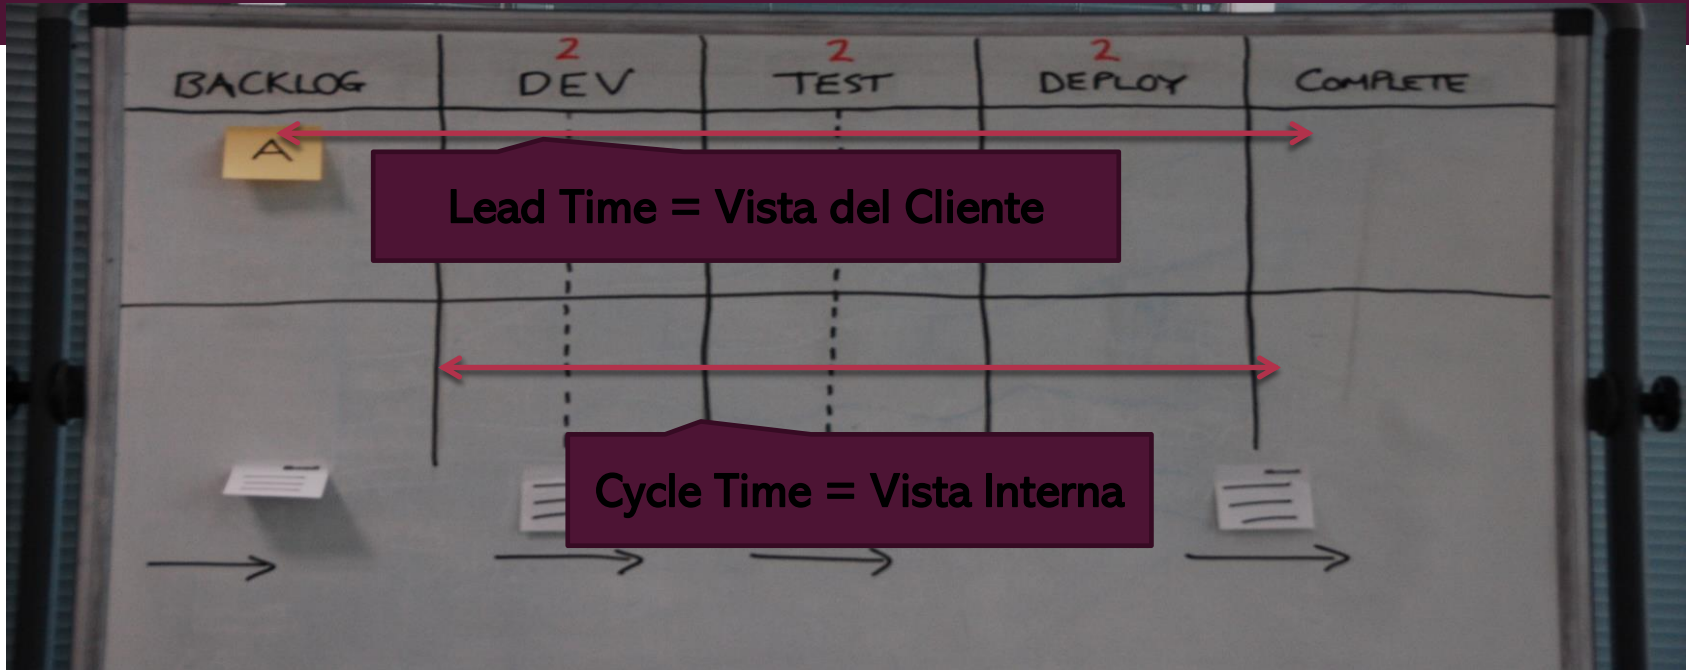 2 2 2
BACKLOG DEV TEST DEPLOY COMPLETE
A
Lead Time = Vista del Cliente
Cycle Time = Vista Interna